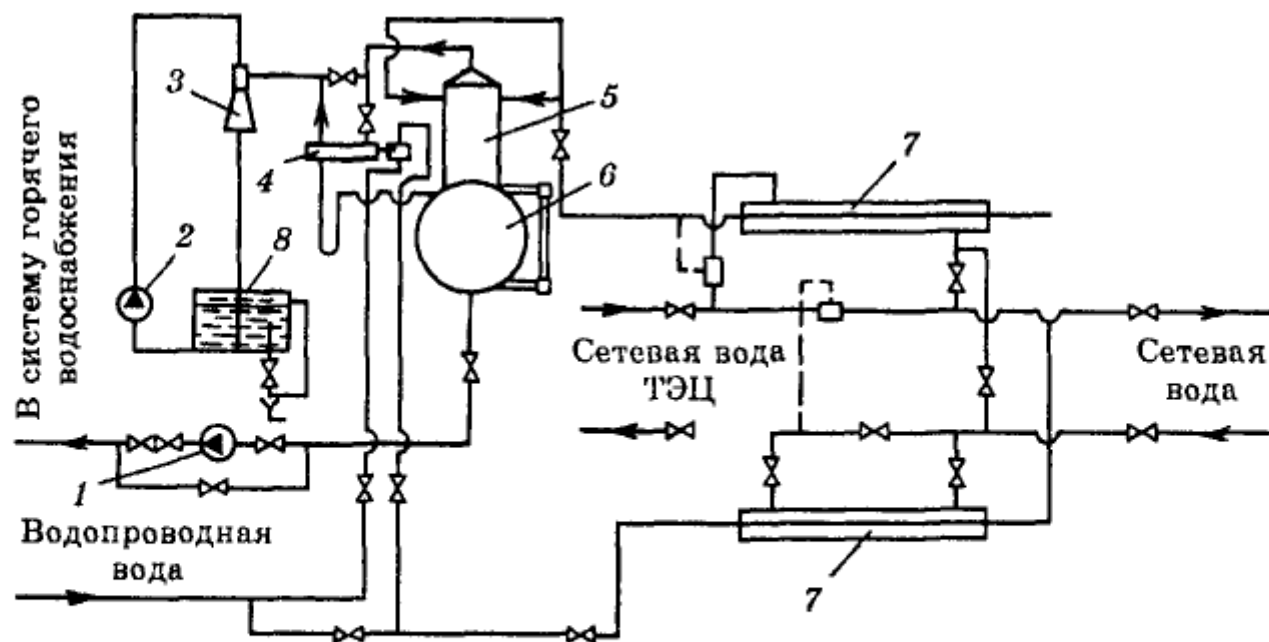 3
4
5
6
7
2
8
В систему горячего
водоснабжения
Сетевая вода
ТЭЦ
Сетевая
вода
1
Водопроводная
вода
7